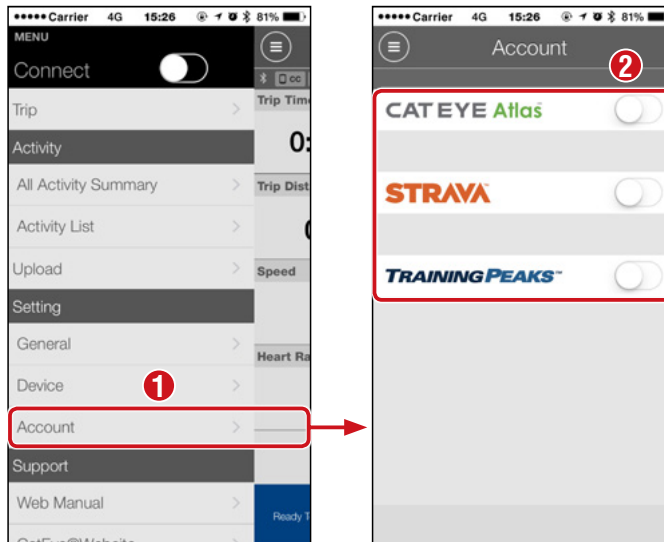 Carrier 4G 15:26 81%
MENU
Connect
Trip
Activity
All Activity Summary
Activity List
Upload
Setting
General
Device
1
Account
Support
Web Manual
CC
Trip Tim
0:
Trip Dist
Speed
Heart Ra
Ready T
Carrier 4G 15:26 81%
Account
2
CATEYE Atlas
STRAVA
TRAININGPEAKS